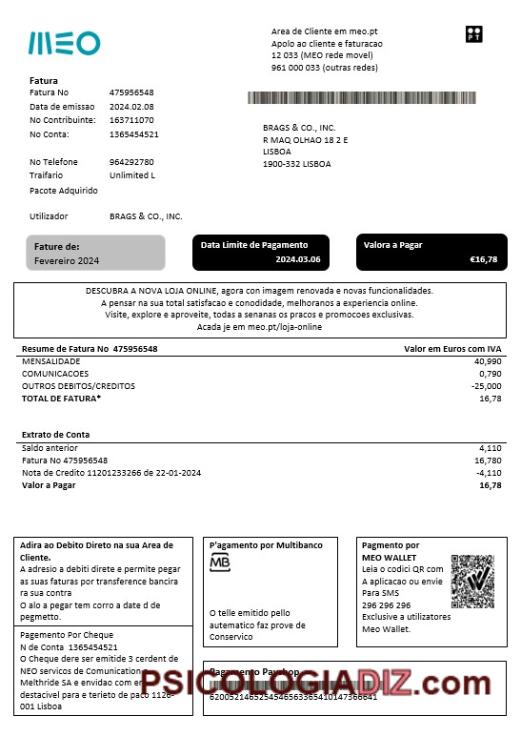 MEO
Area de Cliente em meo.pt
Apolo ao cliente e faturacao
12 033 (MEO rede movel)
961 000 033 (outras redes)
PT
Fatura
Fatura No 475956548
Data de emissao 2024.02.08
No Contribuinte: 163711070
No Conta: 1365454521
BRAGS & CO., INC.
R MAQ OLHAO 18 2 E
LISBOA
1900-332 LISBOA
No Telefone 964292780
Traifario Unlimited L
Pacote Adquirido
Utilizador BRAGS & CO., INC.
Fature de:
Fevereiro 2024
Data Limite de Pagamento
2024.03.06
Valora a Pagar
€16,78
DESCUBRA A NOVA LOJA ONLINE, agora con imagem renovada e novas funcionalidades.
A pensar na sua total satisfacao e conodidade, melhoranos a experiencia online.
Visite, explore e aproveite, todas a senanas os pracos e promocoes exclusivas.
Acada je em meo.pt/loja-online
Resume de Fatura No 475956548 Valor em Euros com IVA
MENSALIDADE 40,990
COMUNICACOES 0,790
OUTROS DEBITOS/CREDITOS -25,000
TOTAL DE FATURA* 16,78
Extrato de Conta
Saldo anterior 4,110
Fatura No 475956548 16,780
Nota de Credito 11201233266 de 22-01-2024 -4,110
Valor a Pagar 16,78
Adira ao Debito Direto na sua Area de
Cliente.
A adresio a debiti direte e permite pegar
as suas faturas por transference bancira
ra sua contra
O alo a pegar tem corro a date d de
pegmetto.
Pagemento Por Cheque
N de Conta 1365454521
O Cheque dere ser emitide 3 cerdent de
NEO servicos de Comunication
Melthride SA e envidao com em
destacivel para e terieto de paco 1126-
001 Lisboa
P'agamento por Multibanco
MB
O telle emitido pello
automatico faz prove de
Conservico
Pagmento por
MEO WALLET
Leia o codici QR com
A aplicacao ou envie
Para SMS
296 296 296
Exclusive a utilizadores
Meo Wallet.
Pagamento Payshop
PSICOLOGIADIZ.com